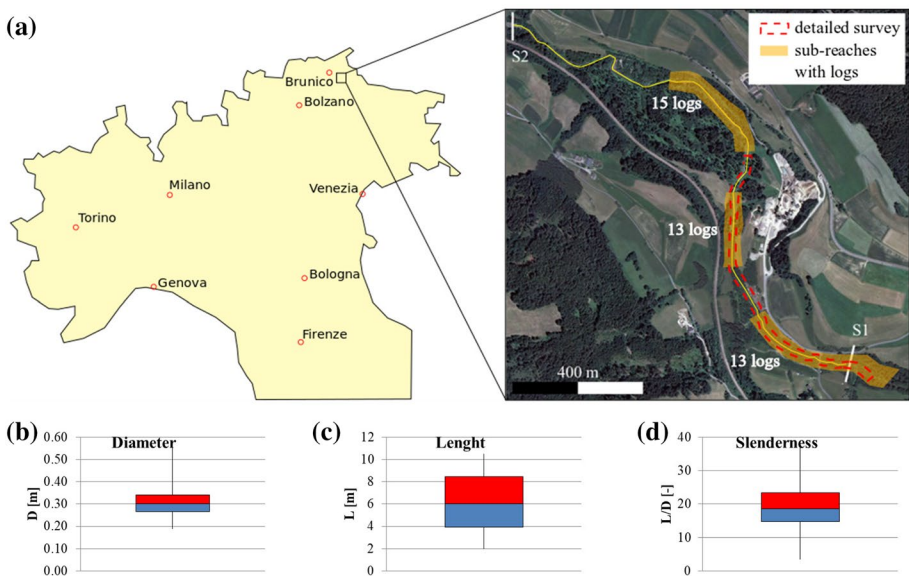 (a)
Brunico
Bolzano
Milano
Venezia
Torino
Genova
Bologna
Firenze
detailed survey
sub-reaches
with logs
S2
15 logs
13 logs
S1
13 logs
400 m
(b)
Diameter
D [m]
0.60
0.50
0.40
0.30
0.20
0.10
0.00
(c)
Lenght
L [m]
12
10
8
6
4
2
0
(d)
Slenderness
L/D [-]
40
30
20
10
0